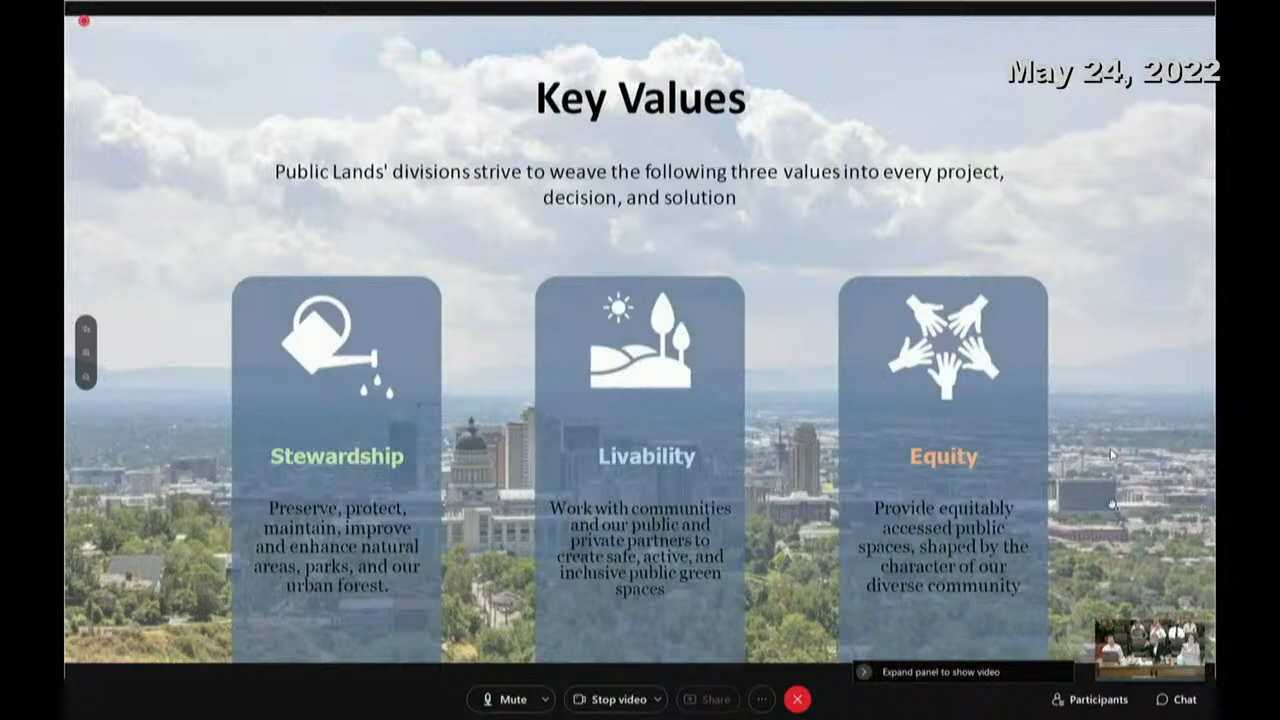 May 24, 2022
Key Values
Public Lands' divisions strive to weave the following three values into every project,
decision, and solution
Stewardship
Preserve, protect,
maintain, improve
and enhance natural
areas, parks, and our
urban forest.
Livability
Work with communities
and our public and
private partners to
create safe, active, and
inclusive public green
spaces
Equity
Provide equitably
accessed public
spaces, shaped by the
character of our
diverse community
Expand panel to show video
Mute
Stop video
Share
Participants
Chat